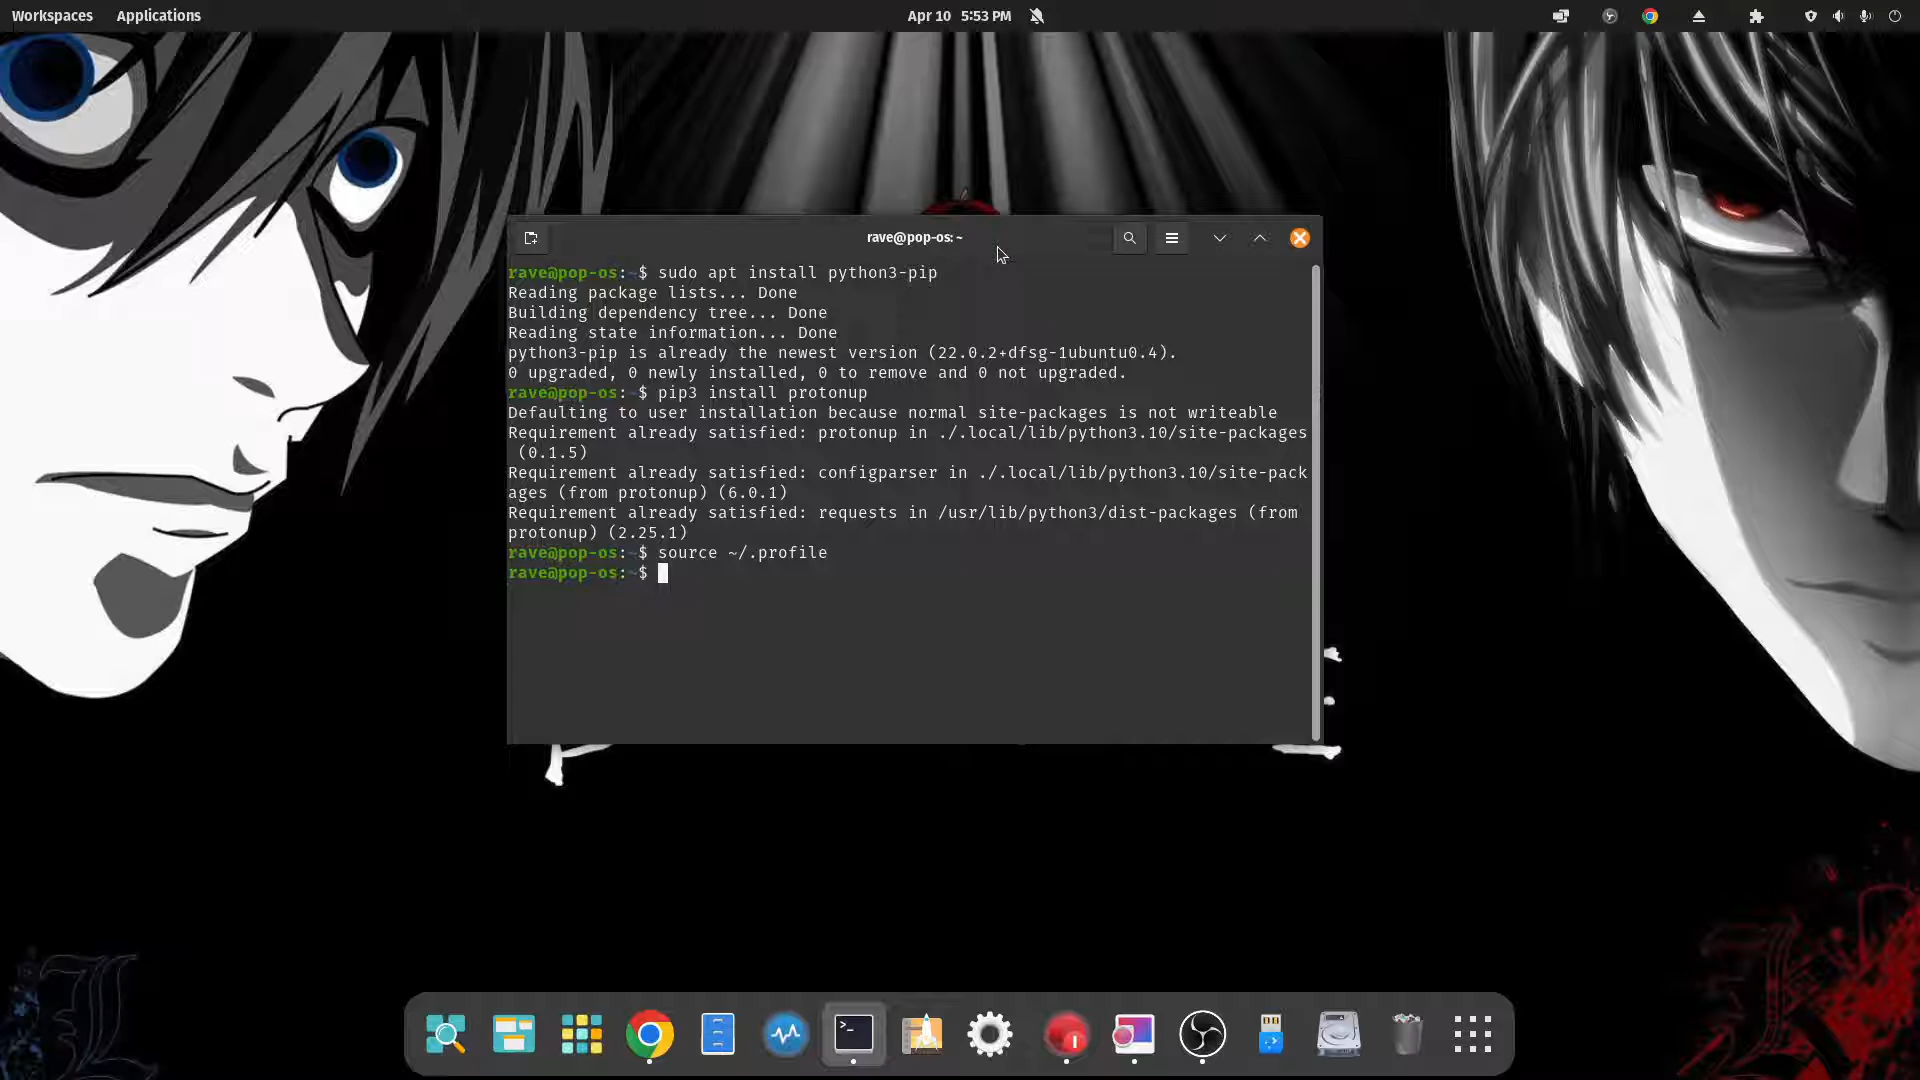 Workspaces Applications Apr 10 5:53 PM
rave@pop-os: ~
rave@pop-os:~$ sudo apt install python3-pip
Reading package lists... Done
Building dependency tree... Done
Reading state information... Done
python3-pip is already the newest version (22.0.2+dfsg-1ubuntu0.4).
0 upgraded, 0 newly installed, 0 to remove and 0 not upgraded.
rave@pop-os:~$ pip3 install protonup
Defaulting to user installation because normal site-packages is not writeable
Requirement already satisfied: protonup in ./.local/lib/python3.10/site-packages
(0.1.5)
Requirement already satisfied: configparser in ./.local/lib/python3.10/site-pack
ages (from protonup) (6.0.1)
Requirement already satisfied: requests in /usr/lib/python3/dist-packages (from
protonup) (2.25.1)
rave@pop-os:~$ source ~/.profile
rave@pop-os:~$